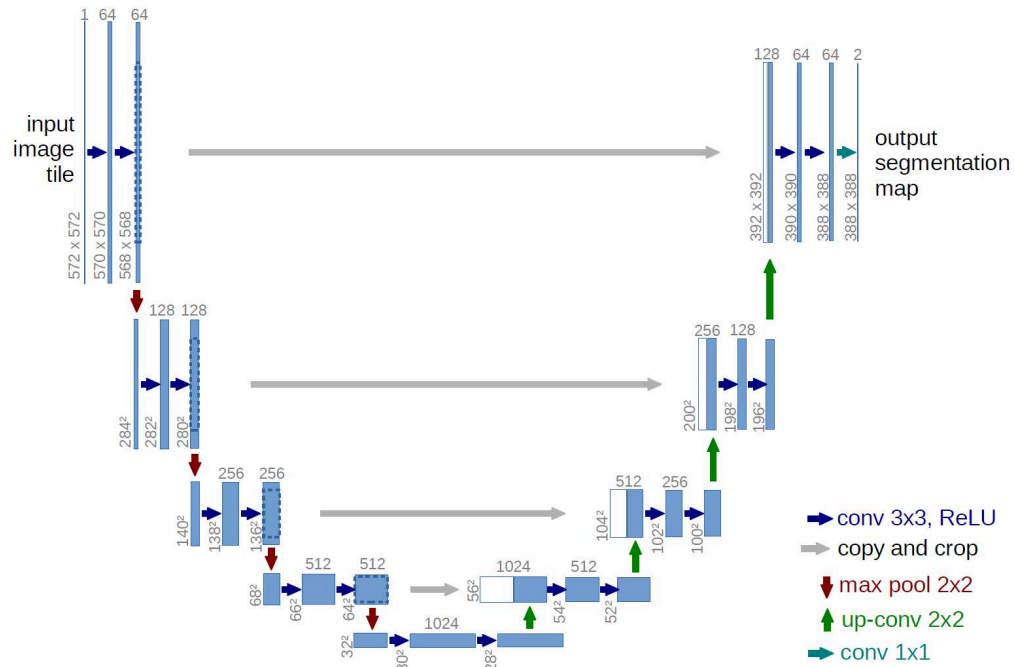 1 64 64
128 64 64 2
input
image
tile
output
segmentation
map
572 x 572
570 x 570
568 x 568
392 x 392
390 x 390
388 x 388
388 x 388
128 128
256 128
284²
282²
280²
200²
198²
196²
256 256
512 256
140²
138²
136²
104²
102²
100²
512 512
1024 512
68²
66²
64²
56²
54²
52²
1024
32²
conv 3x3, ReLU
copy and crop
max pool 2x2
up-conv 2x2
conv 1x1